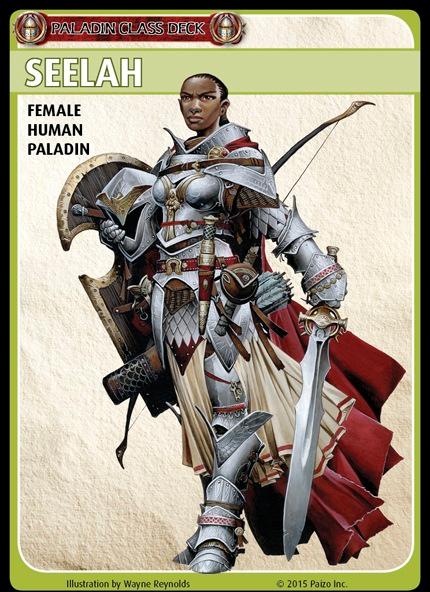 PALADIN CLASS DECK
SEELAH
FEMALE
HUMAN
PALADIN
Illustration by Wayne Reynolds
© 2015 Paizo Inc.